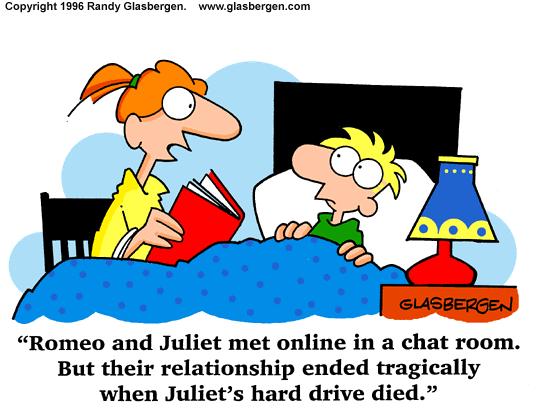 Copyright 1996 Randy Glasbergen. www.glasbergen.com
GLASBERGEN
“Romeo and Juliet met online in a chat room.
But their relationship ended tragically
when Juliet’s hard drive died.”